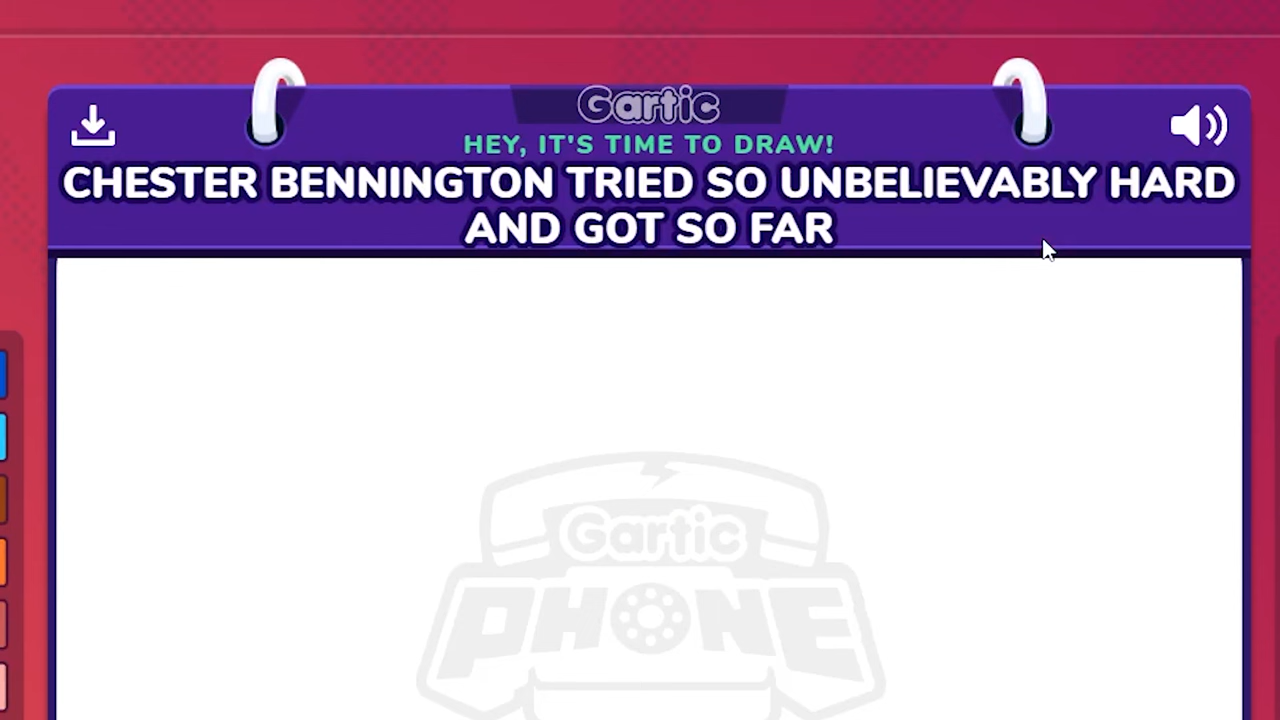 Gartic
HEY, IT'S TIME TO DRAW!
CHESTER BENNINGTON TRIED SO UNBELIEVABLY HARD
AND GOT SO FAR
Gartic
PHONE